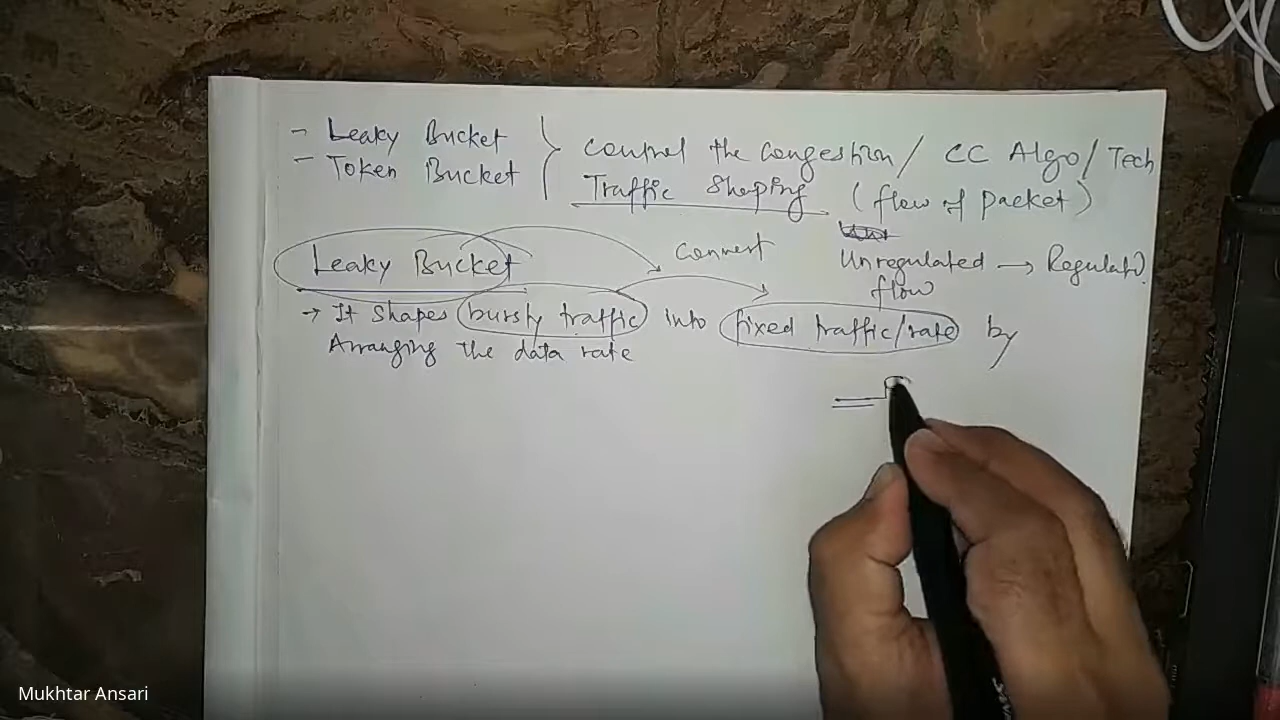 - Leaky Bucket
- Token Bucket
Control the Congestion / CC Algo / Tech
Traffic Shaping (flow of packet)
Leaky Bucket
Convert
Unregulated → Regulated
flow
→ It shapes bursty traffic into fixed traffic/rate by
Arranging the data rate
Mukhtar Ansari